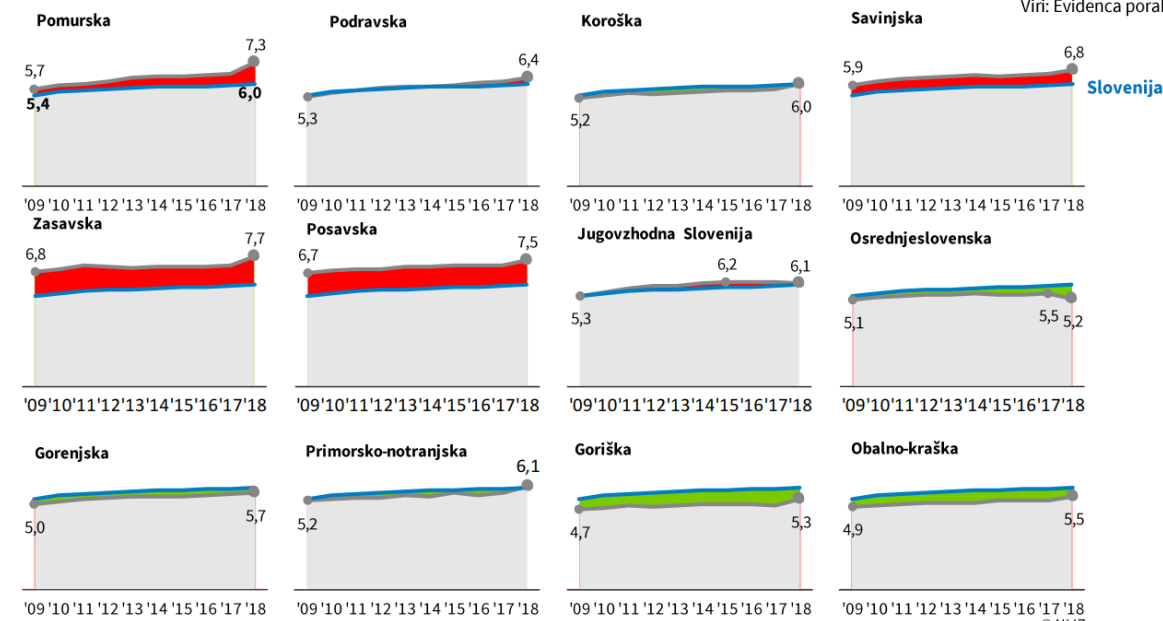 Viri: Evidenca poral
Pomurska
5,7
7,3
5,4
6,0
'09 '10 '11 '12 '13 '14 '15 '16 '17 '18
Podravska
5,3
6,4
'09 '10 '11 '12 '13 '14 '15 '16 '17 '18
Koroška
5,2
6,0
'09 '10 '11 '12 '13 '14 '15 '16 '17 '18
Savinjska
5,9
6,8
Slovenija
'09 '10 '11 '12 '13 '14 '15 '16 '17 '18
Zasavska
6,8
7,7
'09 '10 '11 '12 '13 '14 '15 '16 '17 '18
Posavska
6,7
7,5
'09 '10 '11 '12 '13 '14 '15 '16 '17 '18
Jugovzhodna Slovenija
5,3
6,2
6,1
'09 '10 '11 '12 '13 '14 '15 '16 '17 '18
Osrednjeslovenska
5,1
5,5
5,2
'09 '10 '11 '12 '13 '14 '15 '16 '17 '18
Gorenjska
5,0
5,7
'09 '10 '11 '12 '13 '14 '15 '16 '17 '18
Primorsko-notranjska
5,2
6,1
'09 '10 '11 '12 '13 '14 '15 '16 '17 '18
Goriška
4,7
5,3
'09 '10 '11 '12 '13 '14 '15 '16 '17 '18
Obalno-kraška
4,9
5,5
'09 '10 '11 '12 '13 '14 '15 '16 '17 '18